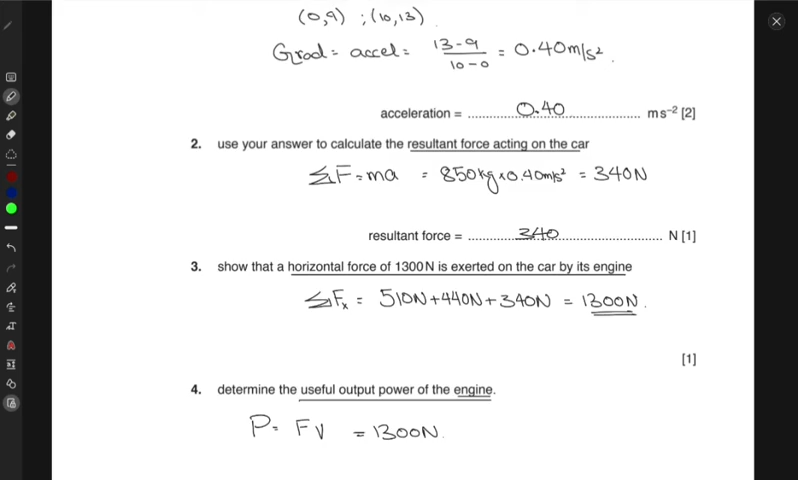 (0,9) ; (10,13)
Grad = accel = 13-9 / 10-0 = 0.40m/s².
acceleration = ........ 0.40 ........ ms⁻² [2]
2. use your answer to calculate the resultant force acting on the car
ΣF = ma = 850kg × 0.40m/s² = 340N
resultant force = ........ 340 ........ N [1]
3. show that a horizontal force of 1300 N is exerted on the car by its engine
ΣFₓ = 510N + 440N + 340N = 1300N.
[1]
4. determine the useful output power of the engine.
P = Fv = 1300N.